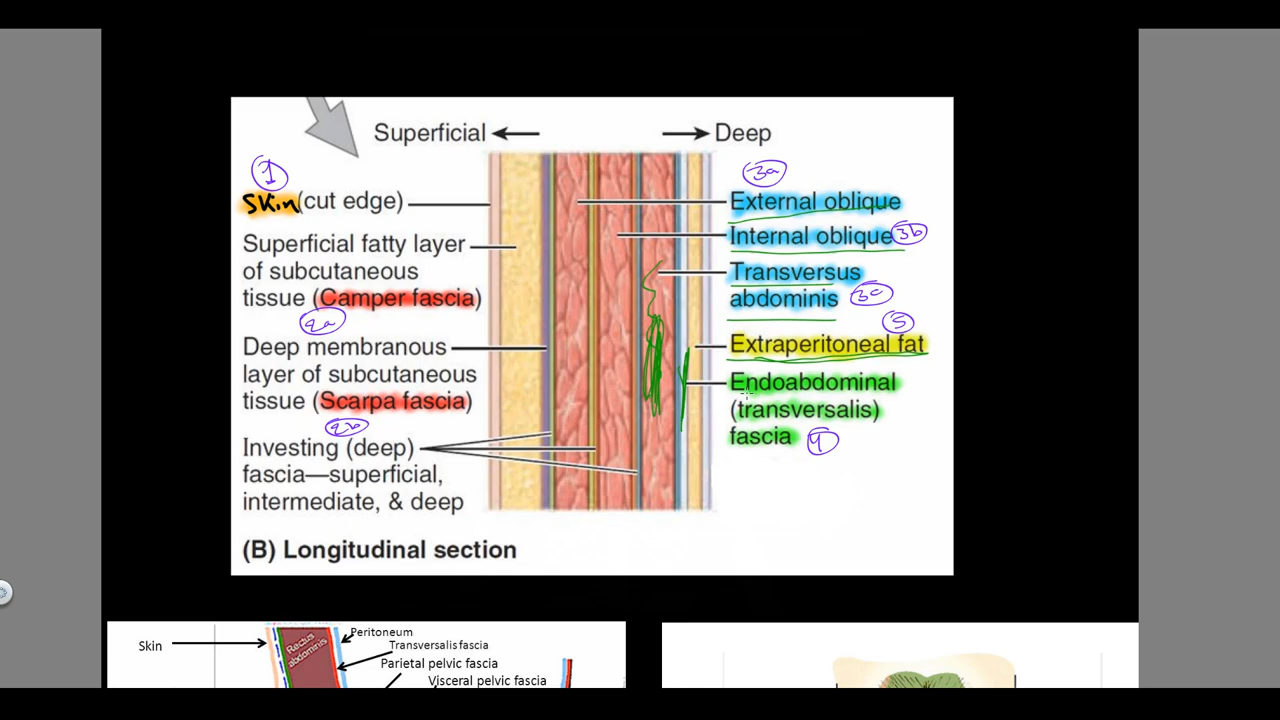 Superficial
Deep
1
Skin (cut edge)
Superficial fatty layer
of subcutaneous
tissue (Camper fascia)
2a
Deep membranous
layer of subcutaneous
tissue (Scarpa fascia)
2b
Investing (deep)
fascia—superficial,
intermediate, & deep
3a
External oblique
Internal oblique 3b
Transversus
abdominis 3c
5
Extraperitoneal fat
Endoabdominal
(transversalis)
fascia 4
(B) Longitudinal section
Skin
Rectus
abdominis
Peritoneum
Transversalis fascia
Parietal pelvic fascia
Visceral pelvic fascia